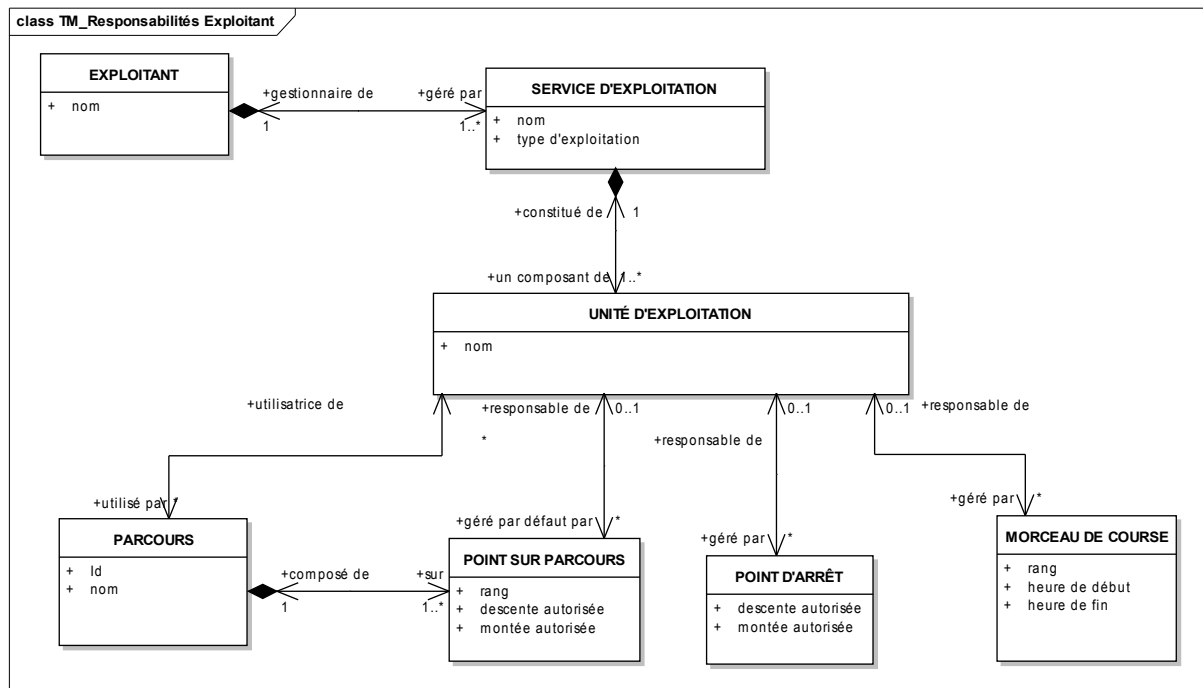 class TM_Responsabilités Exploitant
EXPLOITANT
+ nom
+gestionnaire de
+géré par
1
1..*
SERVICE D'EXPLOITATION
+ nom
+ type d'exploitation
+constitué de
1
+un composant de
1..*
UNITÉ D'EXPLOITATION
+ nom
+utilisatrice de
*
+responsable de
0..1
+responsable de
0..1
0..1
+responsable de
+utilisé par
*
+géré par défaut par
*
+géré par
*
+géré par
*
PARCOURS
+ Id
+ nom
+composé de
1
+sur
1..*
POINT SUR PARCOURS
+ rang
+ descente autorisée
+ montée autorisée
POINT D'ARRÊT
+ descente autorisée
+ montée autorisée
MORCEAU DE COURSE
+ rang
+ heure de début
+ heure de fin